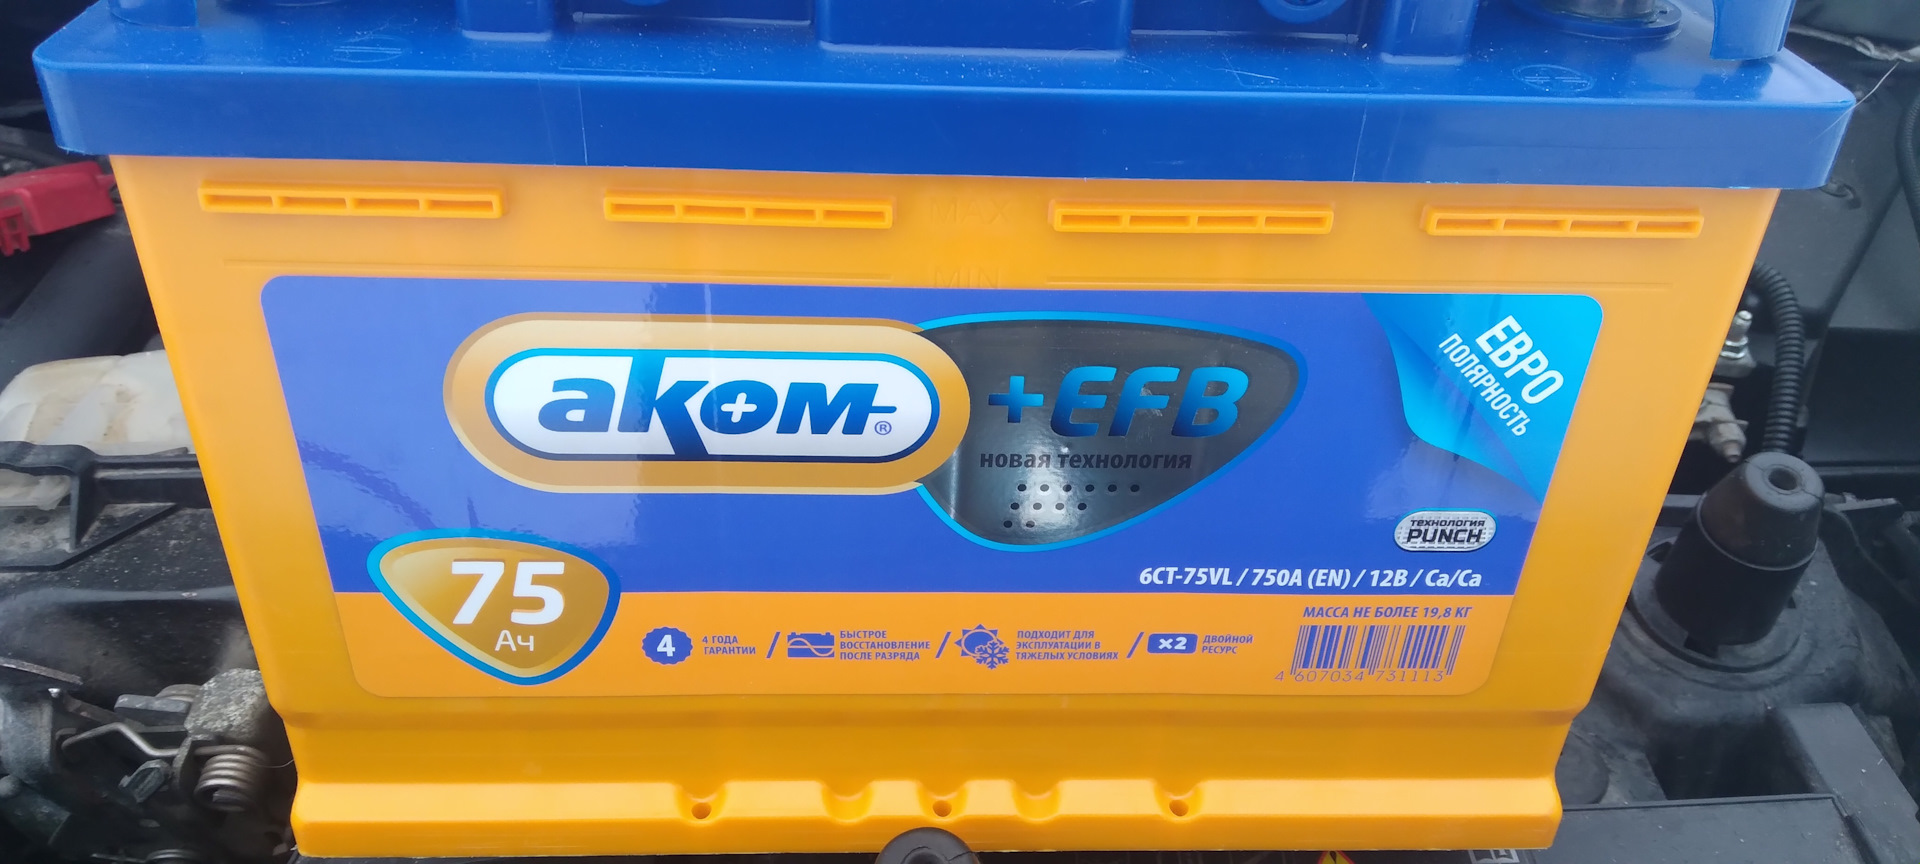 MAX
MIN
аком®
+EFB
новая технология
ЕВРО
ПОЛЯРНОСТЬ
ТЕХНОЛОГИЯ
PUNCH
75
Ач
6СТ-75VL / 750А (EN) / 12В / Ca/Ca
МАССА НЕ БОЛЕЕ 19,8 КГ
4
4 ГОДА
ГАРАНТИИ
/
БЫСТРОЕ
ВОССТАНОВЛЕНИЕ
ПОСЛЕ РАЗРЯДА
/
ПОДХОДИТ ДЛЯ
ЭКСПЛУАТАЦИИ В
ТЯЖЕЛЫХ УСЛОВИЯХ
/
x2
ДВОЙНОЙ
РЕСУРС
4 607034 731113